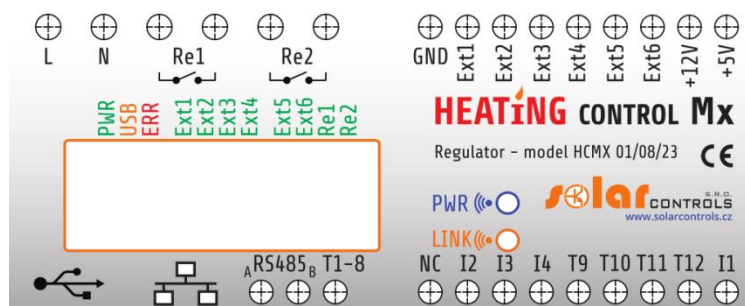 L N Re1 Re2
GND Ext1 Ext2 Ext3 Ext4 Ext5 Ext6 +12V +5V
PWR USB ERR Ext1 Ext2 Ext3 Ext4 Ext5 Ext6 Re1 Re2
HEATiNG CONTROL Mx
Regulator - model HCMX 01/08/23 CE
PWR
solar CONTROLS S.R.O.
www.solarcontrols.cz
LINK
A RS485 B T1-8
NC I2 I3 I4 T9 T10 T11 T12 I1